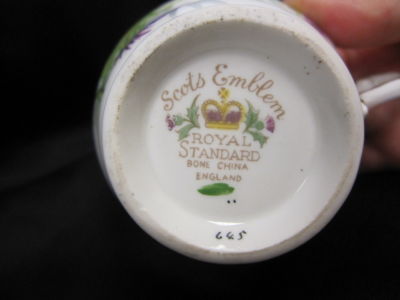 Scots Emblem
ROYAL
STANDARD
BONE CHINA
ENGLAND
645